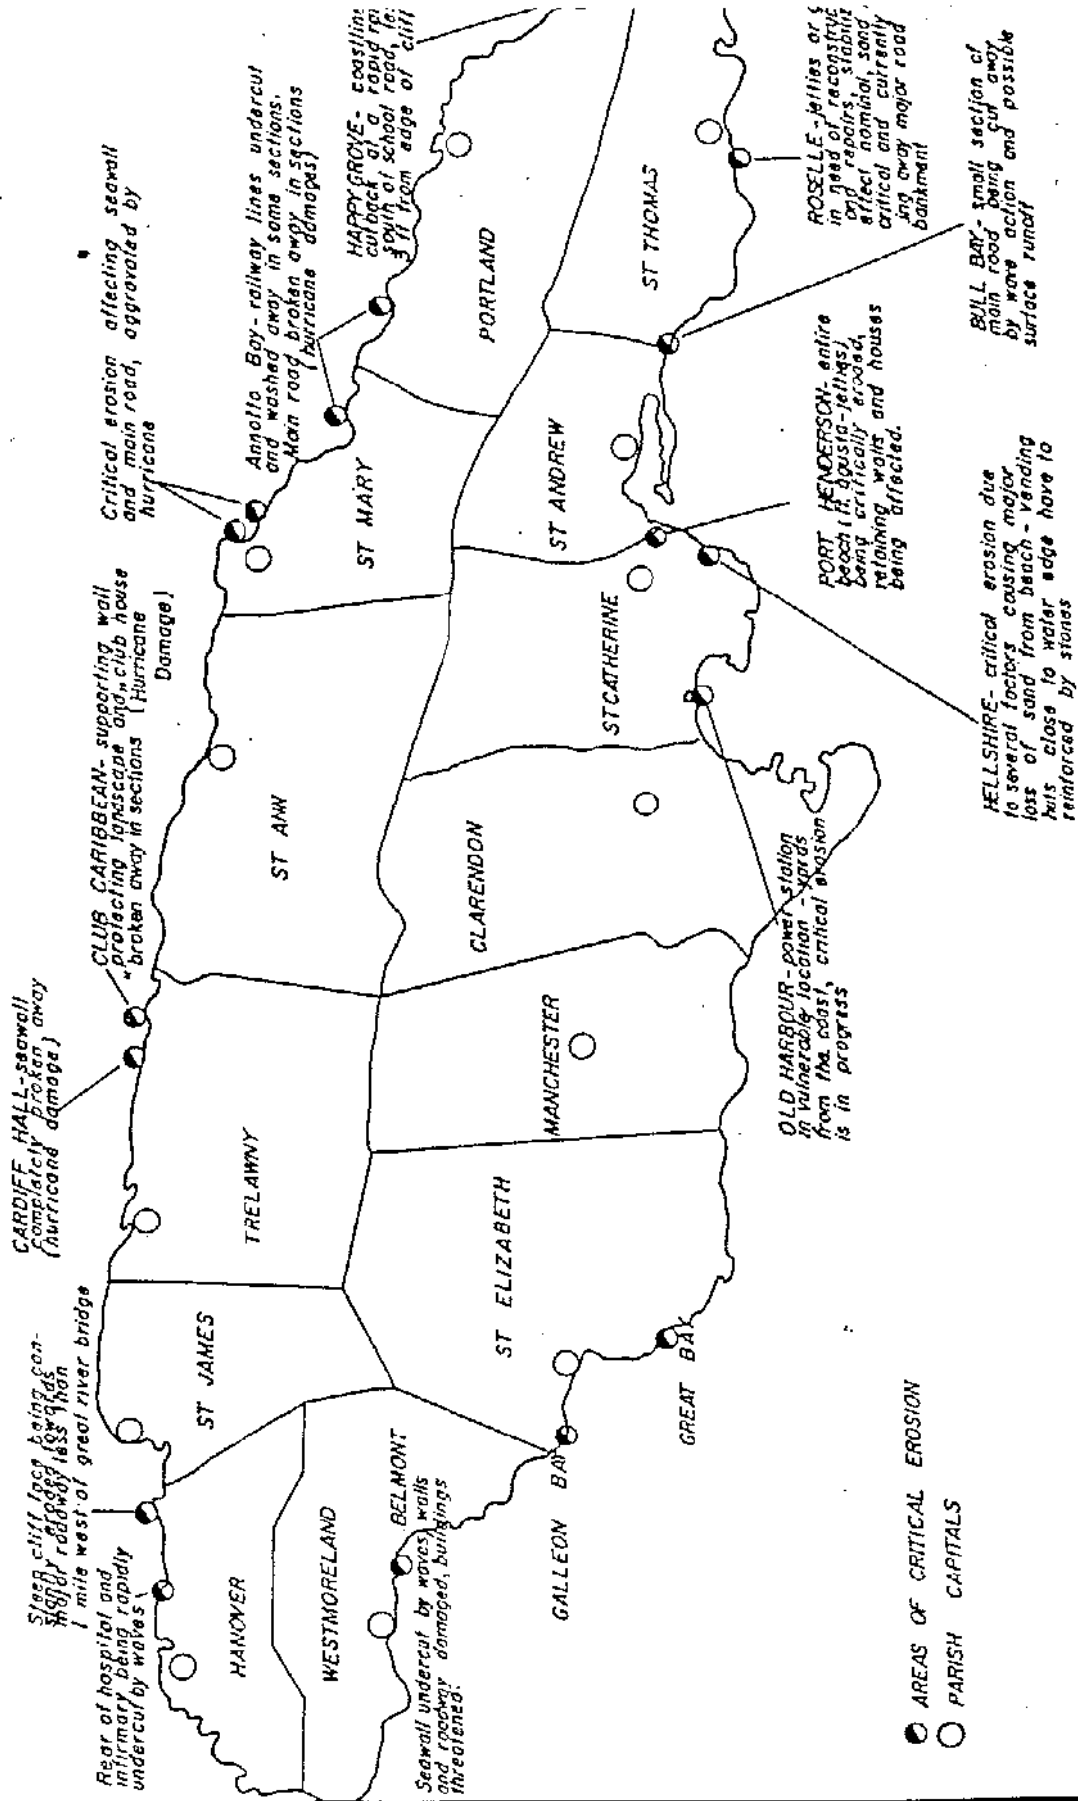 Steep cliff face being con-
stantly eroded towards
major roadway less than
1 mile west of great river bridge
Rear of hospital and
infirmary being rapidly
undercut by waves
CARDIFF HALL-seawall
completely broken away
(hurricand damage)
CLUB CARIBBEAN-supporting wall
protecting landscape and club house
broken away in sections (Hurricane
Damage)
Critical erosion affecting seawall
and main road, aggravated by
hurricane
Annotto Bay-railway lines undercut
and washed away in some sections.
Main road broken away in sections
(hurricane damages)
HAPPY GROVE- coastline
cutback at a rapid
south of school road,
3 ft from edge of cliff
HANOVER
WESTMORELAND
ST JAMES
TRELAWNY
ST ELIZABETH
MANCHESTER
ST ANN
CLARENDON
ST MARY
ST CATHERINE
ST ANDREW
PORTLAND
ST THOMAS
BELMONT
Seawall undercut by waves, walls
and roadway damaged, buildings
threatened.
GALLEON BAY
GREAT BAY
OLD HARBOUR-power station
in vulnerable location - yards
from the coast, critical erosion
is in progress
HELLSHIRE- critical erosion due
to several factors causing major
loss of sand from beach - vending
huts close to water edge have to
reinforced by stones
PORT HENDERSON- entire
beach (Ft agusta-jetties)
being critically eroded,
retaining walls and houses
being affected.
BULL BAY- small section of
main road being cut away
by wave action and possible
surface runoff
ROSELLE-jetties or
in need of
and repairs,
effect nominal, sand
critical and currently
ing away major road
bankment
AREAS OF CRITICAL EROSION
PARISH CAPITALS